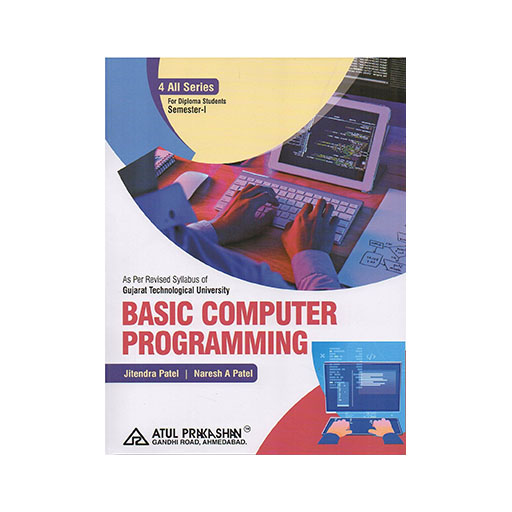 4 All Series
For Diploma Students
Semester-I
As Per Revised Syllabus of
Gujarat Technological University
BASIC COMPUTER
PROGRAMMING
Jitendra Patel | Naresh A Patel
ATUL PRAKASHAN
GANDHI ROAD, AHMEDABAD.